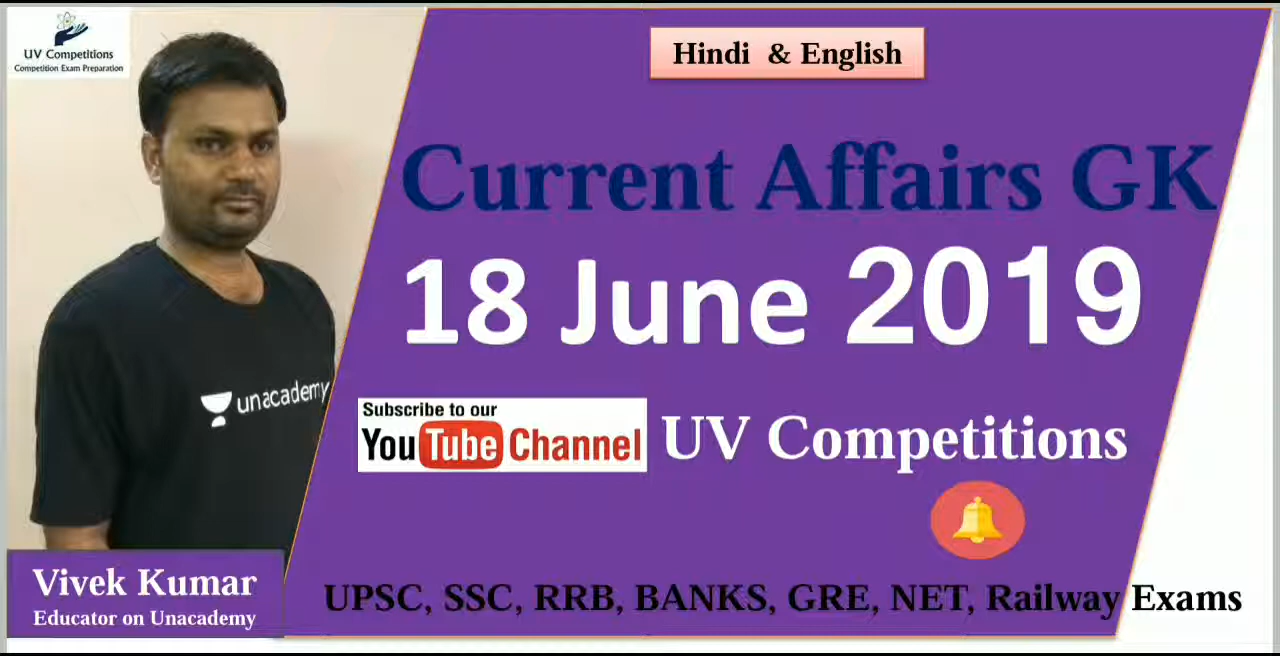 UV Competitions
Competition Exam Preparation
Hindi & English
Current Affairs GK
18 June 2019
unacademy
Subscribe to our
YouTube Channel
UV Competitions
Vivek Kumar
Educator on Unacademy
UPSC, SSC, RRB, BANKS, GRE, NET, Railway Exams